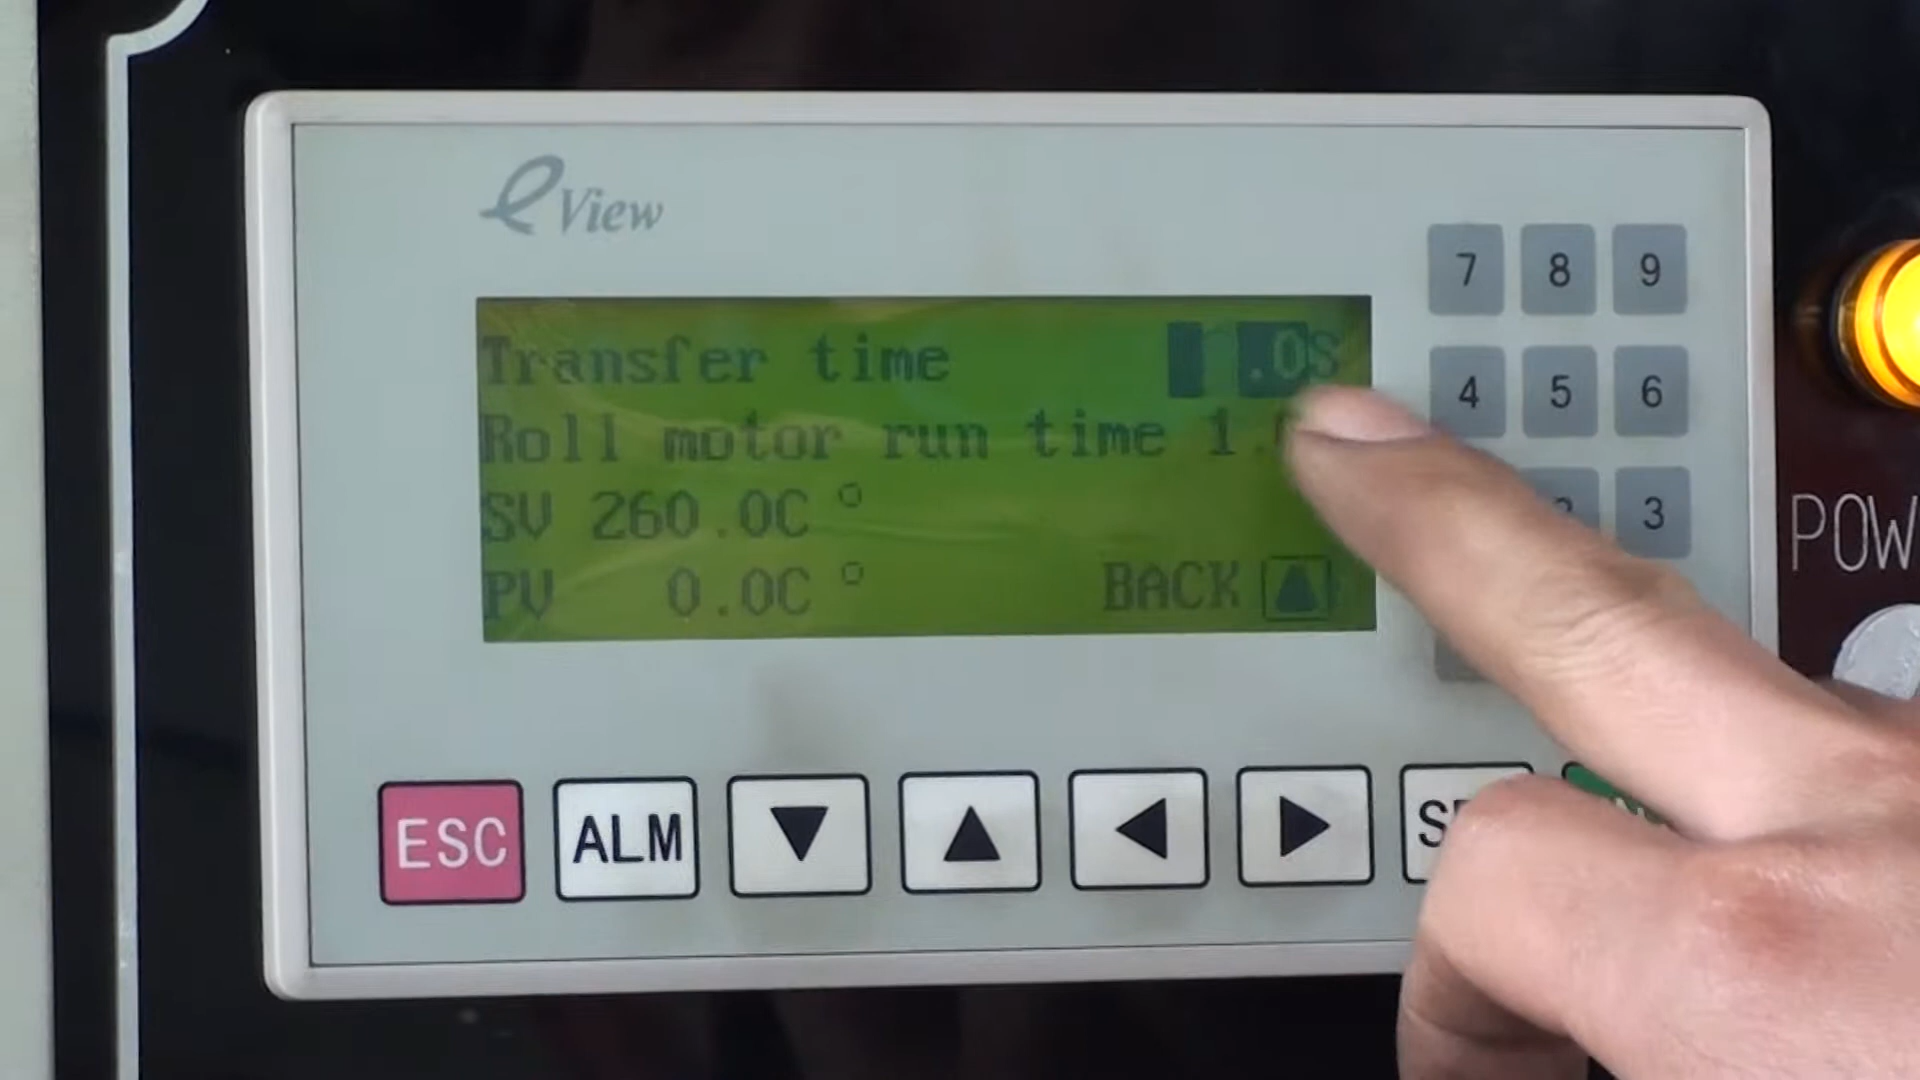 eView
Transfer time .0S
Roll motor run time 1.
SV 260.0C °
PV 0.0C ° BACK ▲
7 8 9
4 5 6
3
POW
ESC ALM ▼ ▲ ◀ ▶ S